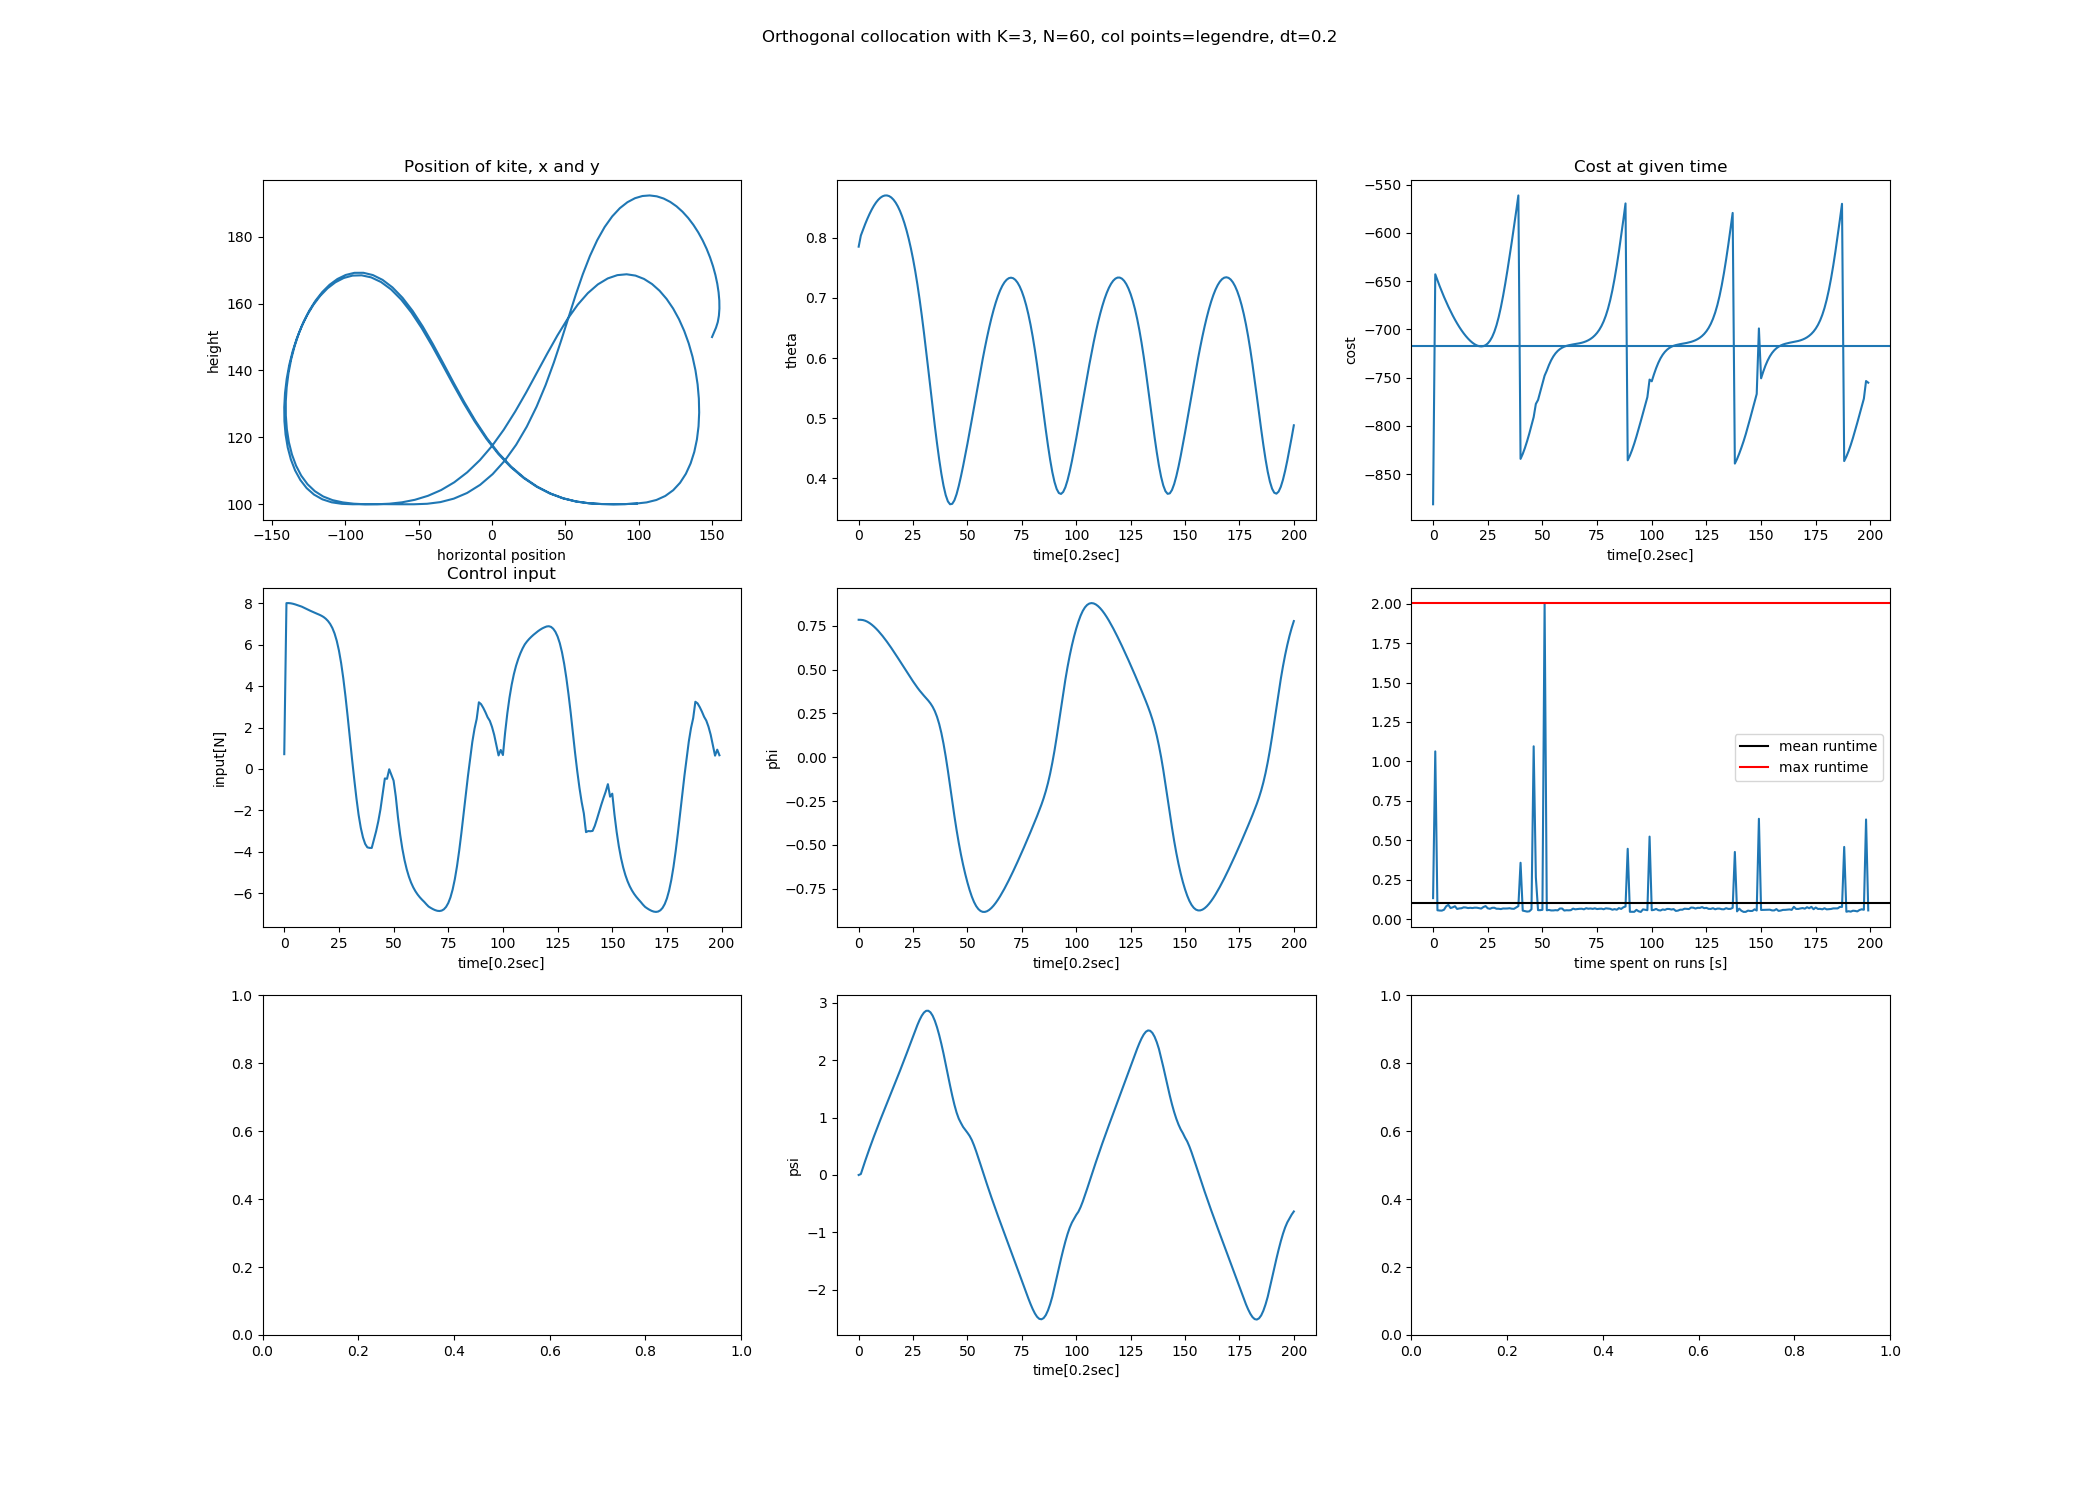 Orthogonal collocation with K=3, N=60, col points=legendre, dt=0.2
Position of kite, x and y
180
160
140
120
100
height
−150 −100 −50 0 50 100 150
horizontal position
0.8
0.7
0.6
0.5
0.4
theta
0 25 50 75 100 125 150 175 200
time[0.2sec]
Cost at given time
−550
−600
−650
−700
−750
−800
−850
cost
0 25 50 75 100 125 150 175 200
time[0.2sec]
Control input
8
6
4
2
0
−2
−4
−6
input[N]
0 25 50 75 100 125 150 175 200
time[0.2sec]
0.75
0.50
0.25
0.00
−0.25
−0.50
−0.75
phi
0 25 50 75 100 125 150 175 200
time[0.2sec]
2.00
1.75
1.50
1.25
1.00
0.75
0.50
0.25
0.00
mean runtime
max runtime
0 25 50 75 100 125 150 175 200
time spent on runs [s]
1.0
0.8
0.6
0.4
0.2
0.0
0.0 0.2 0.4 0.6 0.8 1.0
3
2
1
0
−1
−2
psi
0 25 50 75 100 125 150 175 200
time[0.2sec]
1.0
0.8
0.6
0.4
0.2
0.0
0.0 0.2 0.4 0.6 0.8 1.0